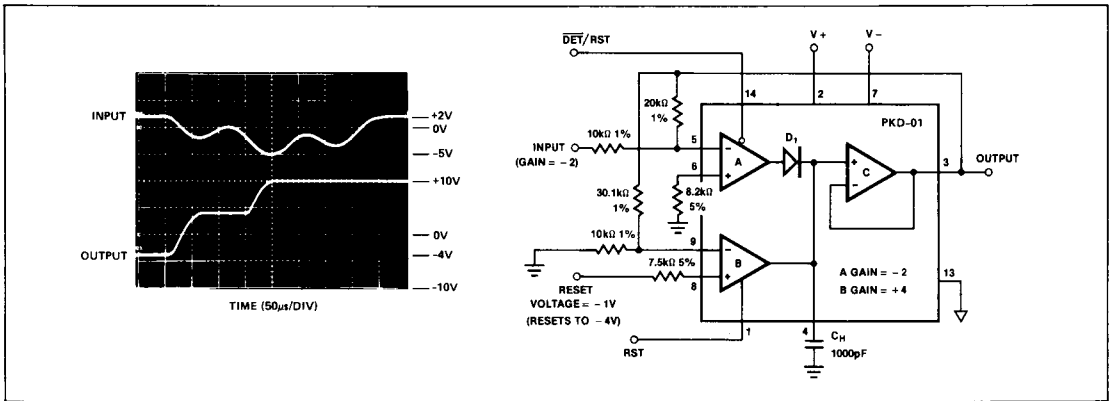 INPUT
+2V
0V
-5V
+10V
0V
OUTPUT
-4V
-10V
TIME (50μs/DIV)
DET/RST
V+
V-
14
2
7
20kΩ
1%
PKD-01
10kΩ 1%
5
INPUT
(GAIN = -2)
−
A
+
D1
+
C
−
3
OUTPUT
6
30.1kΩ
1%
8.2kΩ
5%
10kΩ 1%
9
−
B
+
7.5kΩ 5%
8
A GAIN = -2
B GAIN = +4
13
RESET
VOLTAGE = -1V
(RESETS TO -4V)
1
4
RST
CH
1000pF